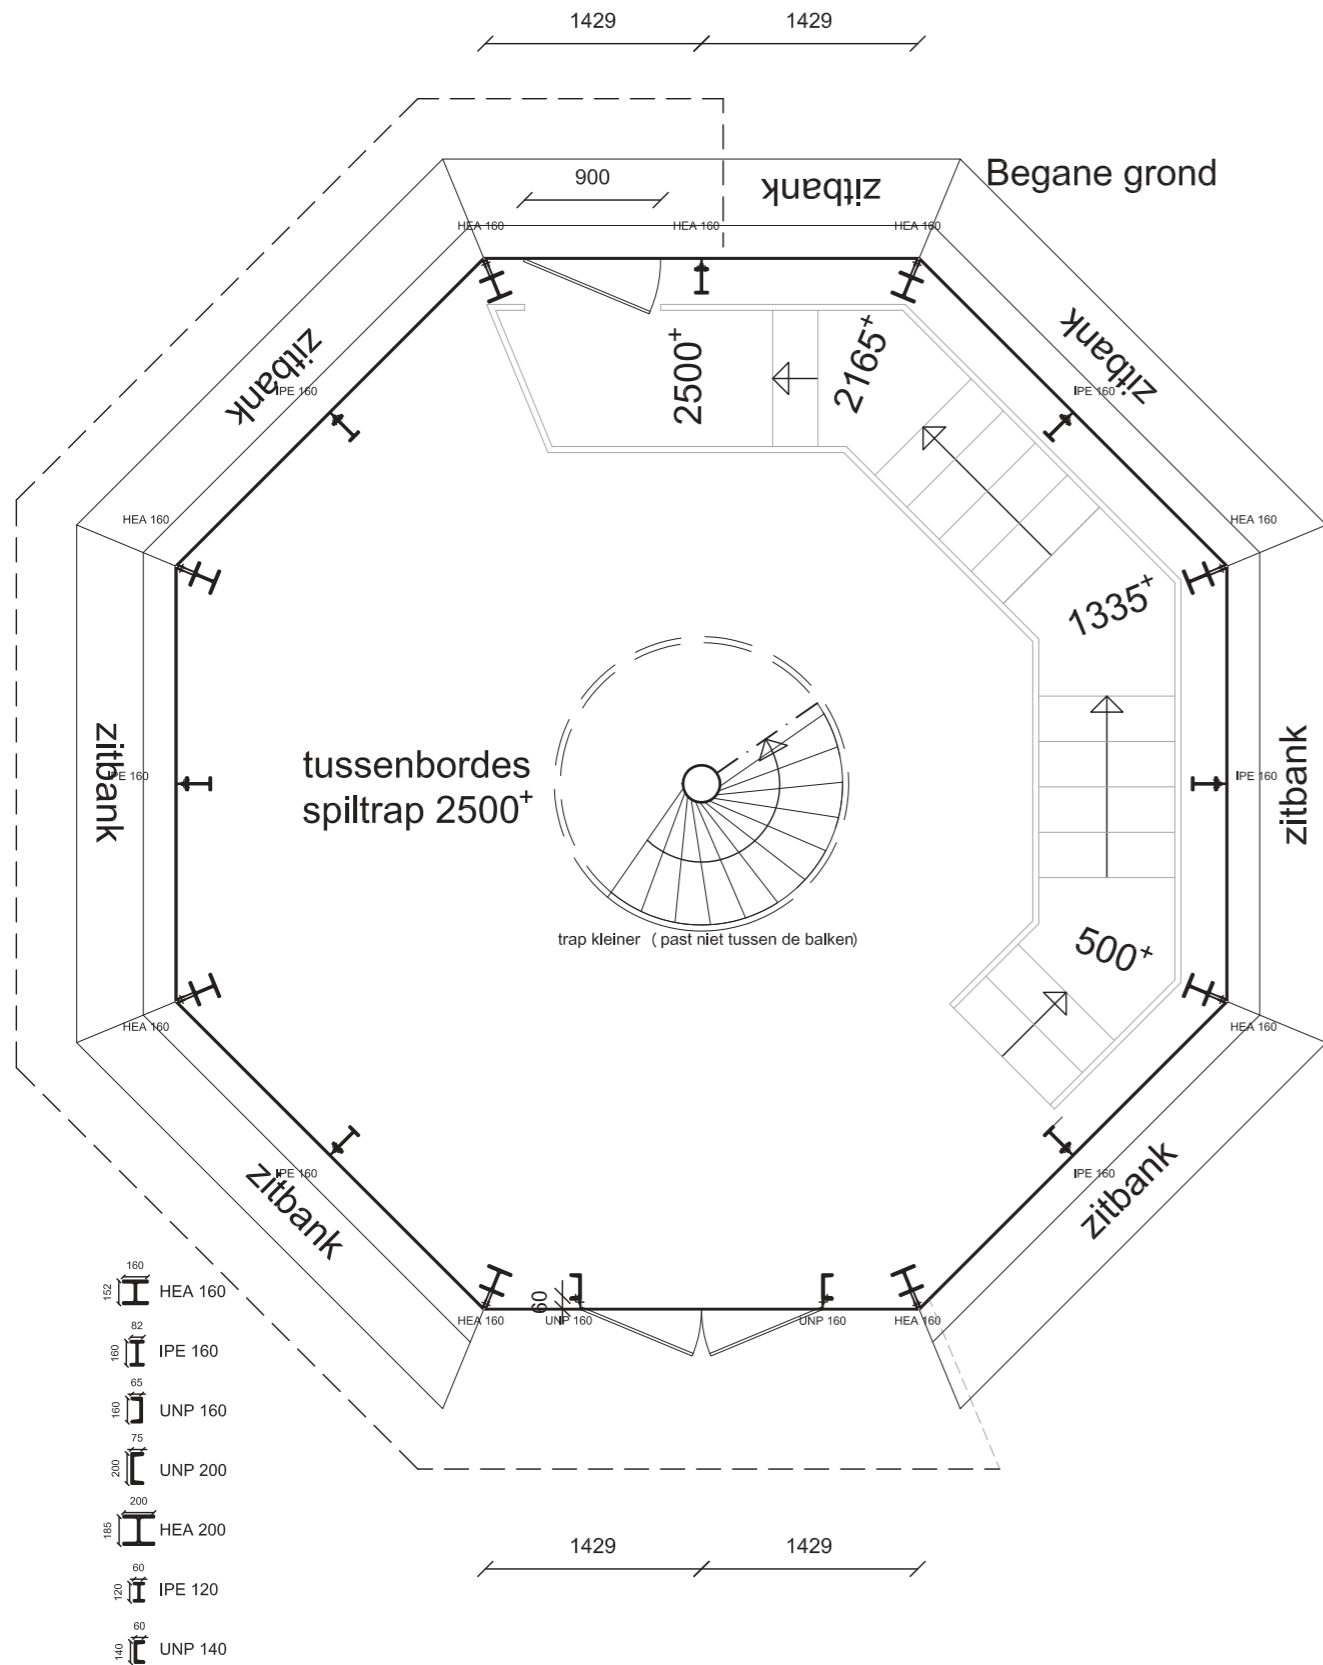 1429
1429
Begane grond
900
zitbank
HEA 160
HEA 160
HEA 160
zitbank
zitbank
2500+
2165+
IPE 160
IPE 160
HEA 160
HEA 160
1335+
zitbank
IPE 160
tussenbordes
spiltrap 2500+
IPE 160
zitbank
trap kleiner ( past niet tussen de balken)
500+
HEA 160
HEA 160
IPE 160
zitbank
IPE 160
zitbank
60
HEA 160
UNP 160
UNP 160
HEA 160
160
152
HEA 160
82
160
IPE 160
65
160
UNP 160
75
200
UNP 200
200
185
HEA 200
60
120
IPE 120
60
140
UNP 140
1429
1429